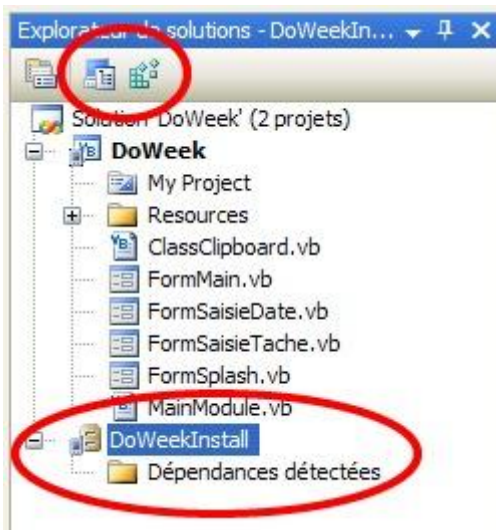 Explorateur de solutions - DoWeekIn...
Solution 'DoWeek' (2 projets)
DoWeek
My Project
Resources
ClassClipboard.vb
FormMain.vb
FormSaisieDate.vb
FormSaisieTache.vb
FormSplash.vb
MainModule.vb
DoWeekInstall
Dépendances détectées